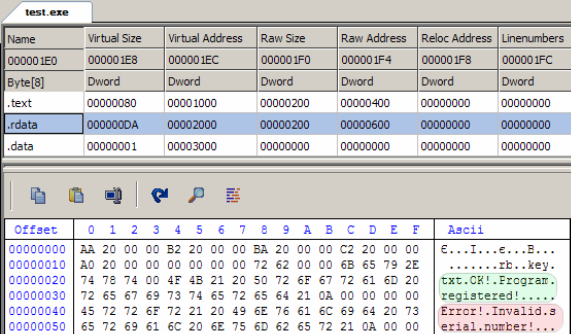 test.exe
Name Virtual Size Virtual Address Raw Size Raw Address Reloc Address Linenumbers
000001E0 000001E8 000001EC 000001F0 000001F4 000001F8 000001FC
Byte[8] Dword Dword Dword Dword Dword Dword
.text 00000080 00001000 00000200 00000400 00000000 00000000
.rdata 000000DA 00002000 00000200 00000600 00000000 00000000
.data 00000001 00003000 00000000 00000000 00000000 00000000
Offset 0 1 2 3 4 5 6 7 8 9 A B C D E F Ascii
00000000 AA 20 00 00 B2 20 00 00 BA 20 00 00 C2 20 00 00 Є...І...є...В...
00000010 A0 20 00 00 00 00 00 00 72 62 00 00 6B 65 79 2E .......rb..key.
00000020 74 78 74 00 4F 4B 21 20 50 72 6F 67 72 61 6D 20 txt.OK!.Program.
00000030 72 65 67 69 73 74 65 72 65 64 21 0A 00 00 00 00 registered!.....
00000040 45 72 72 6F 72 21 20 49 6E 76 61 6C 69 64 20 73 Error!.Invalid.s
00000050 65 72 69 61 6C 20 6E 75 6D 62 65 72 21 0A 00 00 erial.number!...